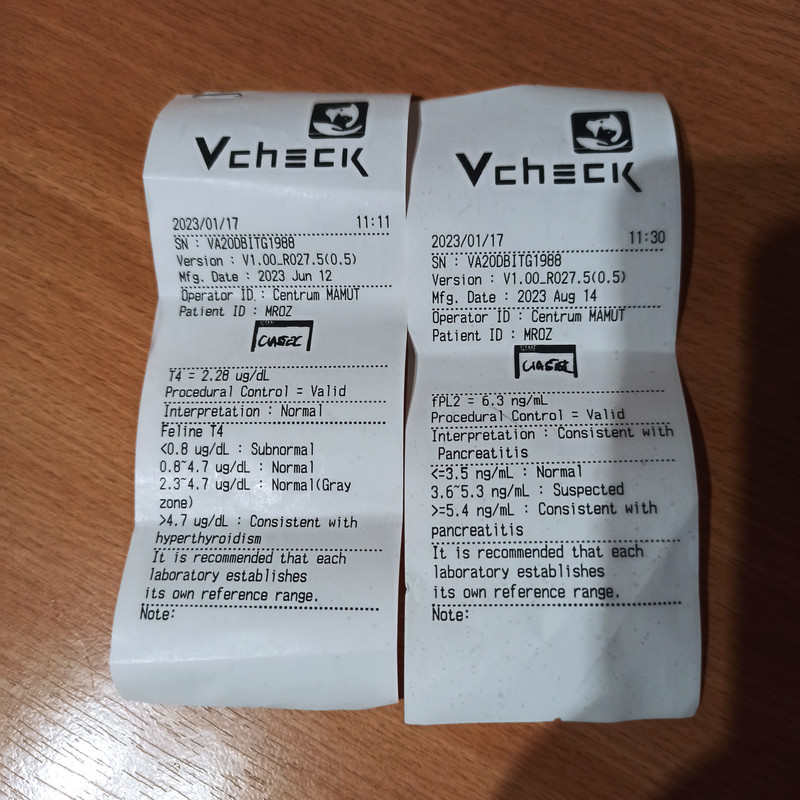 Vcheck
2023/01/17 11:11
SN : VA20DBITG1988
Version : V1.00_R027.5(0.5)
Mfg. Date : 2023 Jun 12
Operator ID : Centrum MAMUT
Patient ID : MROZ
T4 = 2.28 ug/dL
Procedural Control = Valid
Interpretation : Normal
Feline T4
<0.8 ug/dL : Subnormal
0.8~4.7 ug/dL : Normal
2.3~4.7 ug/dL : Normal(Gray
zone)
>4.7 ug/dL : Consistent with
hyperthyroidism
It is recommended that each
laboratory establishes
its own reference range.
Note:
Vcheck
2023/01/17 11:30
SN : VA20DBITG1988
Version : V1.00_R027.5(0.5)
Mfg. Date : 2023 Aug 14
Operator ID : Centrum MAMUT
Patient ID : MROZ
fPL2 = 6.3 ng/mL
Procedural Control = Valid
Interpretation : Consistent with
Pancreatitis
<=3.5 ng/mL : Normal
3.6~5.3 ng/mL : Suspected
>=5.4 ng/mL : Consistent with
pancreatitis
It is recommended that each
laboratory establishes
its own reference range.
Note: